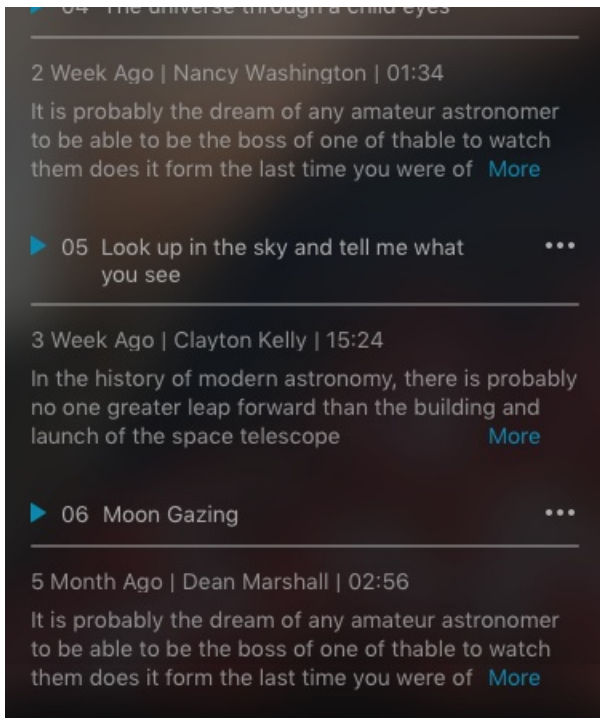 04 The universe through a child eyes
2 Week Ago | Nancy Washington | 01:34
It is probably the dream of any amateur astronomer
to be able to be the boss of one of thable to watch
them does it form the last time you were of More
05 Look up in the sky and tell me what
you see
3 Week Ago | Clayton Kelly | 15:24
In the history of modern astronomy, there is probably
no one greater leap forward than the building and
launch of the space telescope More
06 Moon Gazing
5 Month Ago | Dean Marshall | 02:56
It is probably the dream of any amateur astronomer
to be able to be the boss of one of thable to watch
them does it form the last time you were of More